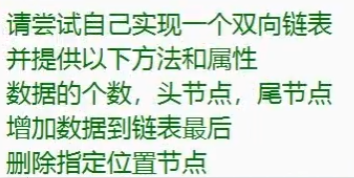 请尝试自己实现一个双向链表
并提供以下方法和属性
数据的个数，头节点，尾节点
增加数据到链表最后
删除指定位置节点